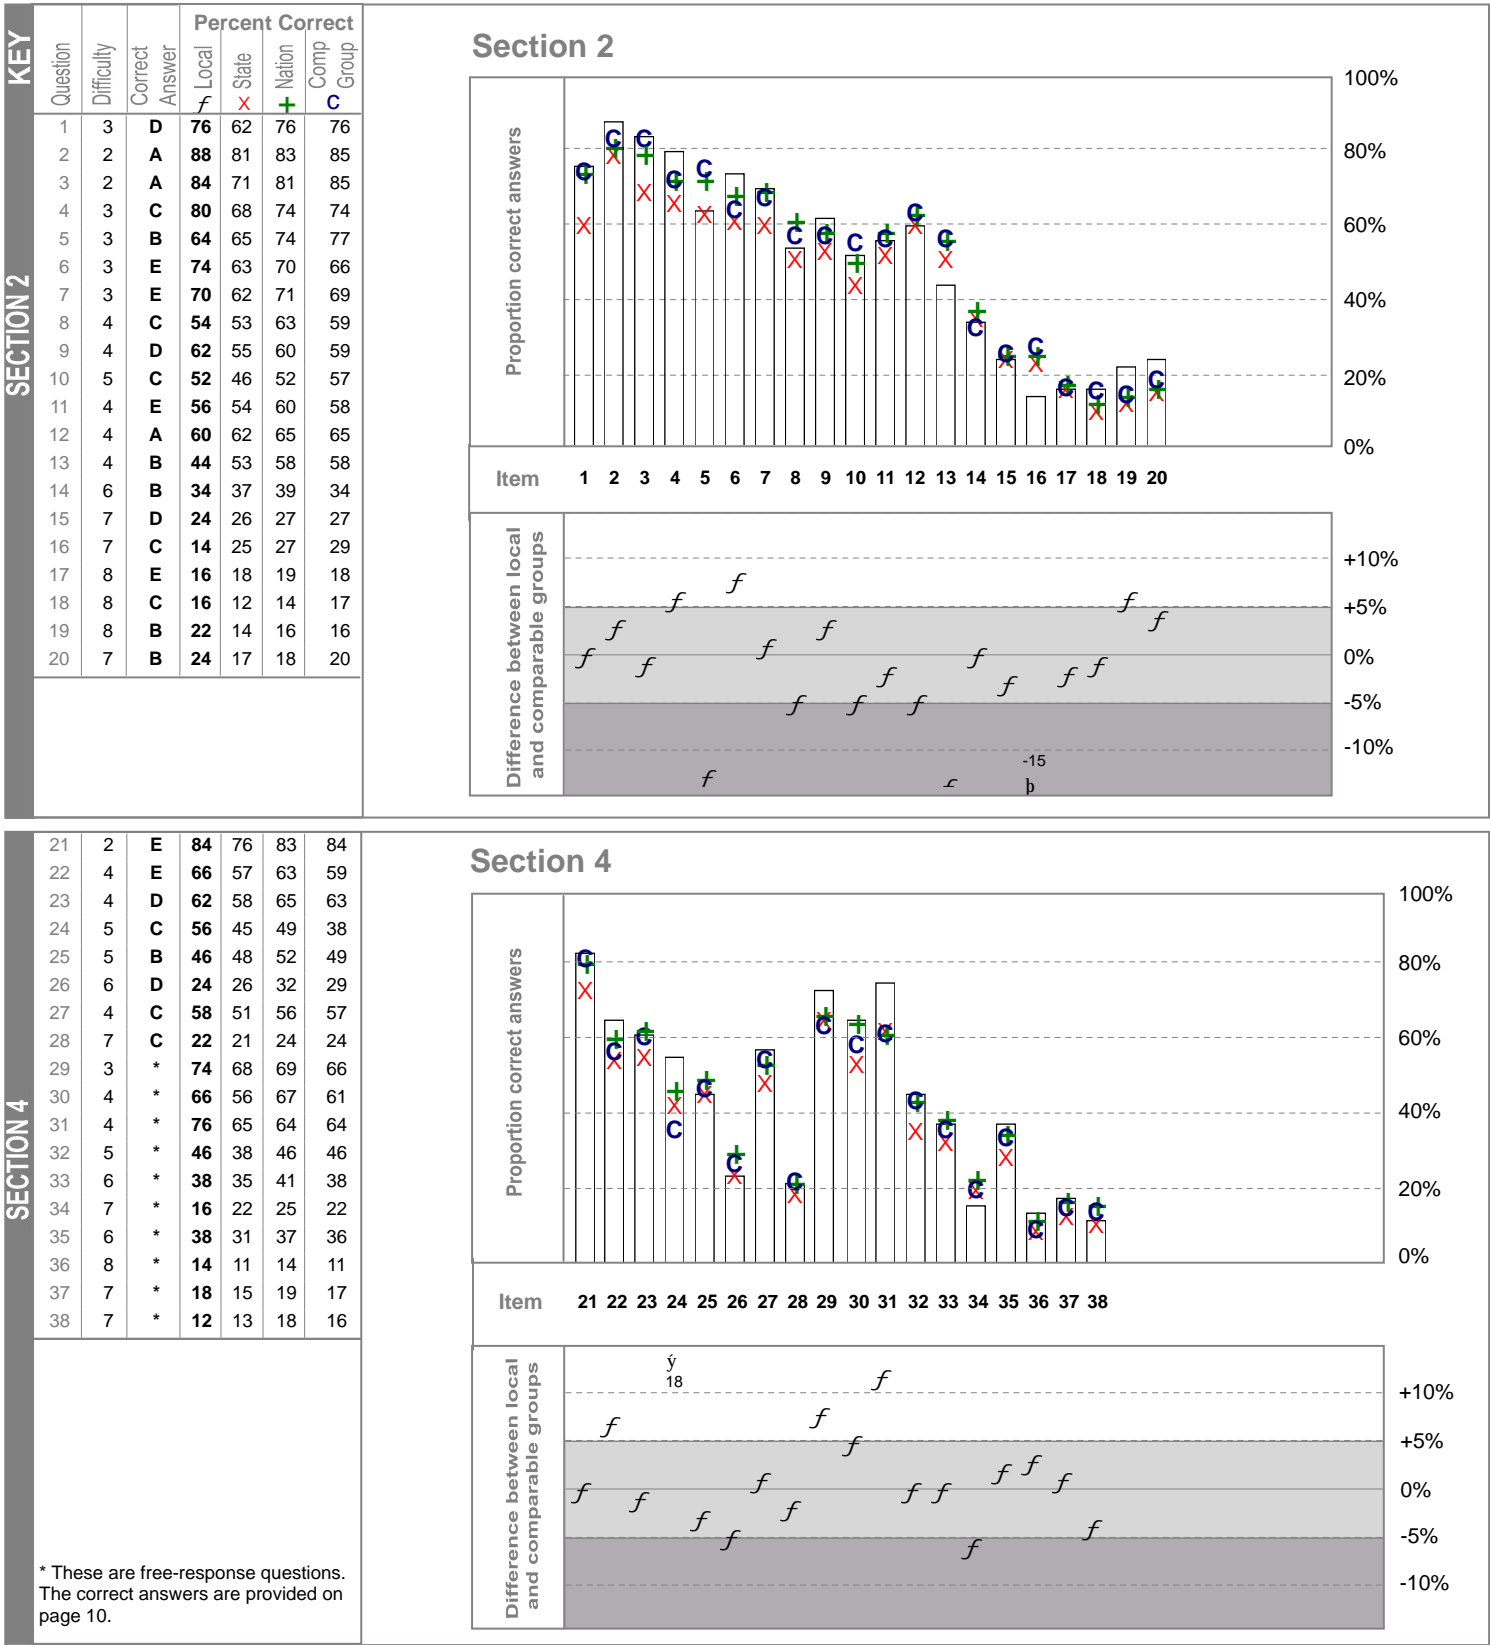 KEY
Percent Correct
Question Difficulty Correct Answer Local State Nation Comp Group
ƒ X + C
SECTION 2
1 3 D 76 62 76 76
2 2 A 88 81 83 85
3 2 A 84 71 81 85
4 3 C 80 68 74 74
5 3 B 64 65 74 77
6 3 E 74 63 70 66
7 3 E 70 62 71 69
8 4 C 54 53 63 59
9 4 D 62 55 60 59
10 5 C 52 46 52 57
11 4 E 56 54 60 58
12 4 A 60 62 65 65
13 4 B 44 53 58 58
14 6 B 34 37 39 34
15 7 D 24 26 27 27
16 7 C 14 25 27 29
17 8 E 16 18 19 18
18 8 C 16 12 14 17
19 8 B 22 14 16 16
20 7 B 24 17 18 20
Section 2
Proportion correct answers
100%
80%
60%
40%
20%
0%
Item 1 2 3 4 5 6 7 8 9 10 11 12 13 14 15 16 17 18 19 20
Difference between local
and comparable groups
+10%
+5%
0%
-5%
-10%
-15
þ
SECTION 4
21 2 E 84 76 83 84
22 4 E 66 57 63 59
23 4 D 62 58 65 63
24 5 C 56 45 49 38
25 5 B 46 48 52 49
26 6 D 24 26 32 29
27 4 C 58 51 56 57
28 7 C 22 21 24 24
29 3 * 74 68 69 66
30 4 * 66 56 67 61
31 4 * 76 65 64 64
32 5 * 46 38 46 46
33 6 * 38 35 41 38
34 7 * 16 22 25 22
35 6 * 38 31 37 36
36 8 * 14 11 14 11
37 7 * 18 15 19 17
38 7 * 12 13 18 16
* These are free-response questions.
The correct answers are provided on
page 10.
Section 4
Proportion correct answers
100%
80%
60%
40%
20%
0%
Item 21 22 23 24 25 26 27 28 29 30 31 32 33 34 35 36 37 38
Difference between local
and comparable groups
ý
18
+10%
+5%
0%
-5%
-10%